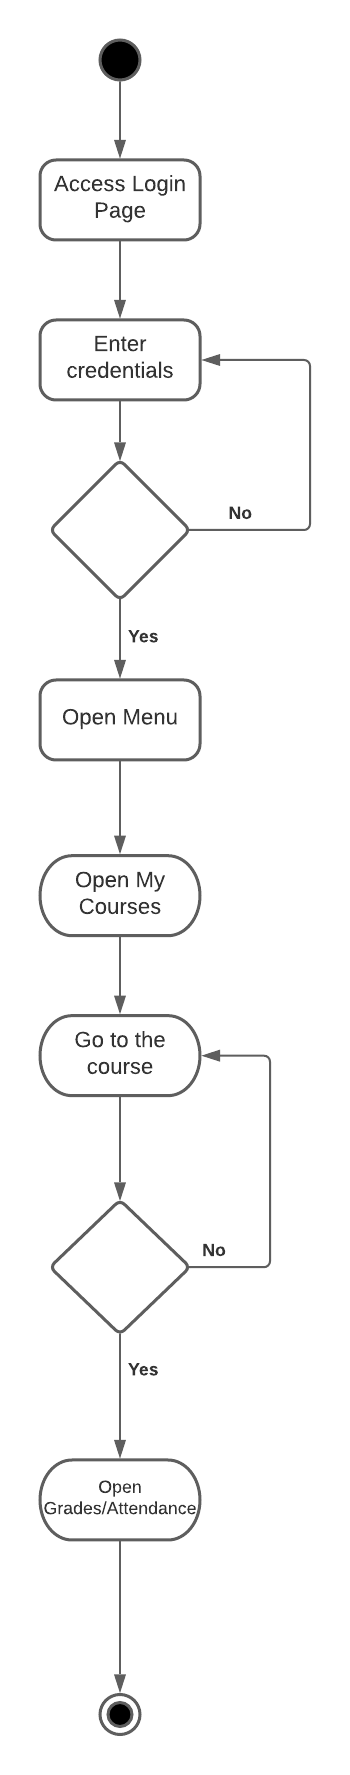 Access Login
Page
Enter
credentials
No
Yes
Open Menu
Open My
Courses
Go to the
course
No
Yes
Open
Grades/Attendance